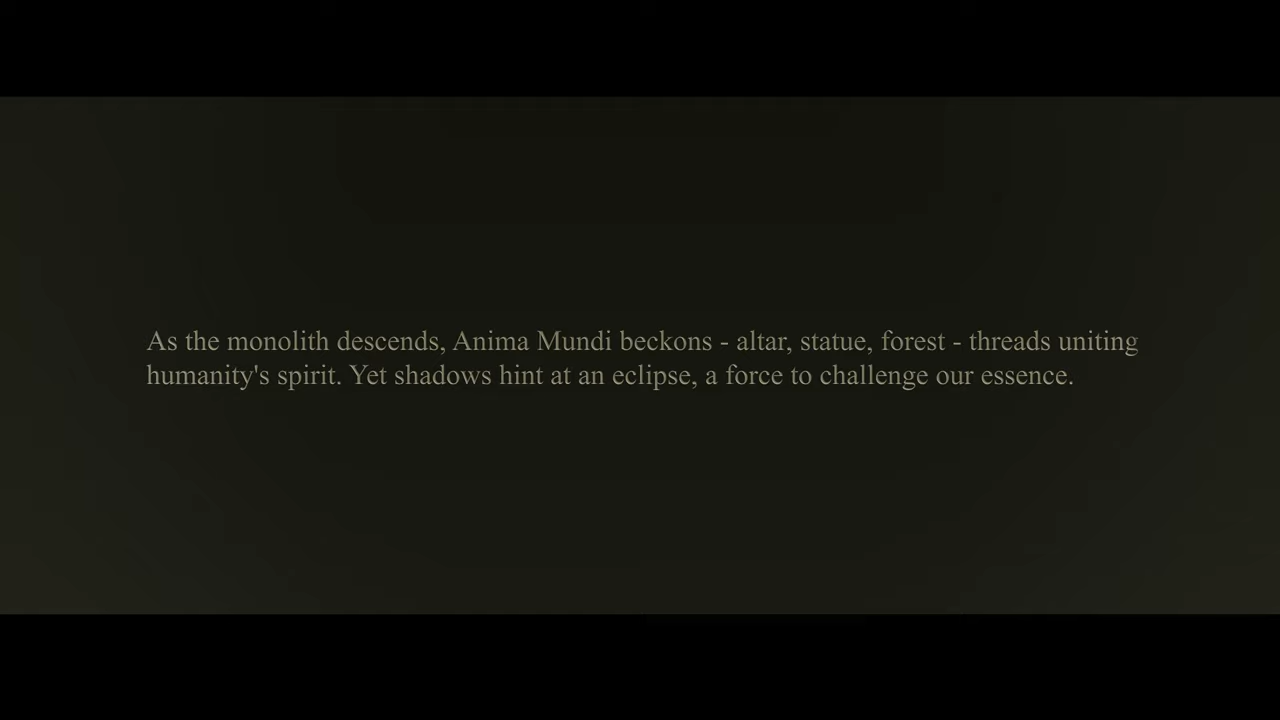 As the monolith descends, Anima Mundi beckons - altar, statue, forest - threads uniting
humanity's spirit. Yet shadows hint at an eclipse, a force to challenge our essence.